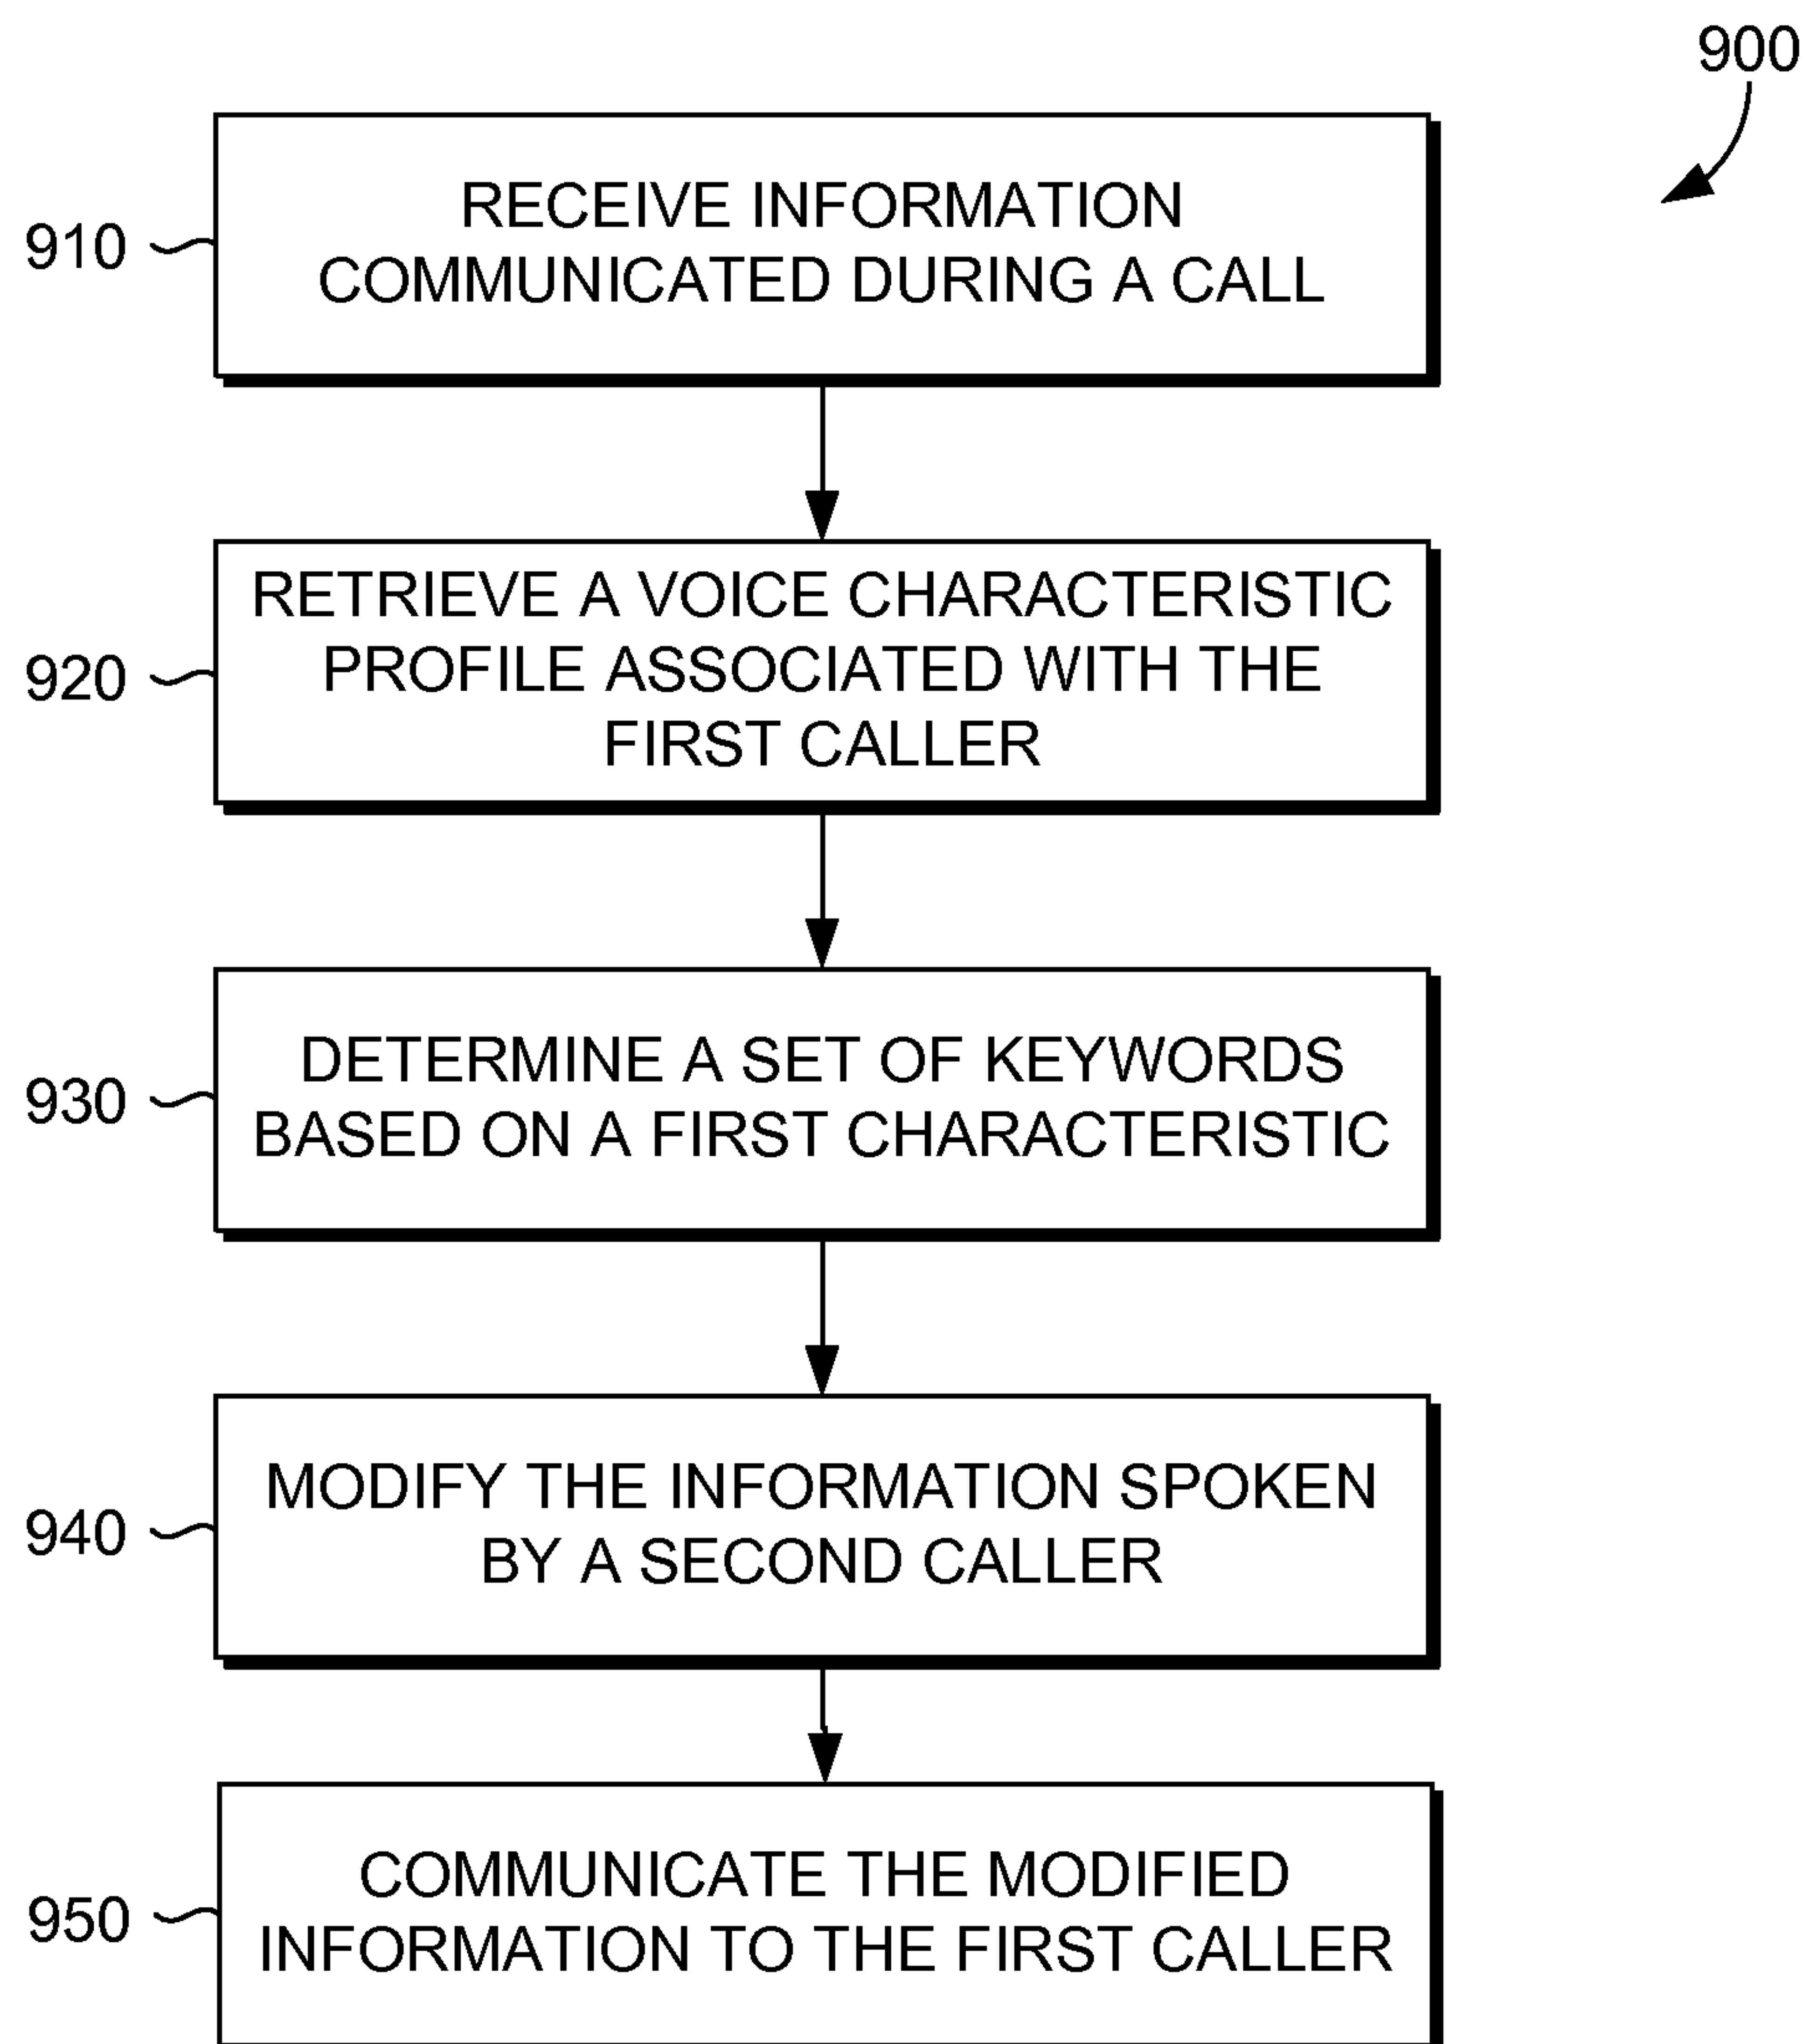 900
910
RECEIVE INFORMATION
COMMUNICATED DURING A CALL
920
RETRIEVE A VOICE CHARACTERISTIC
PROFILE ASSOCIATED WITH THE
FIRST CALLER
930
DETERMINE A SET OF KEYWORDS
BASED ON A FIRST CHARACTERISTIC
940
MODIFY THE INFORMATION SPOKEN
BY A SECOND CALLER
950
COMMUNICATE THE MODIFIED
INFORMATION TO THE FIRST CALLER